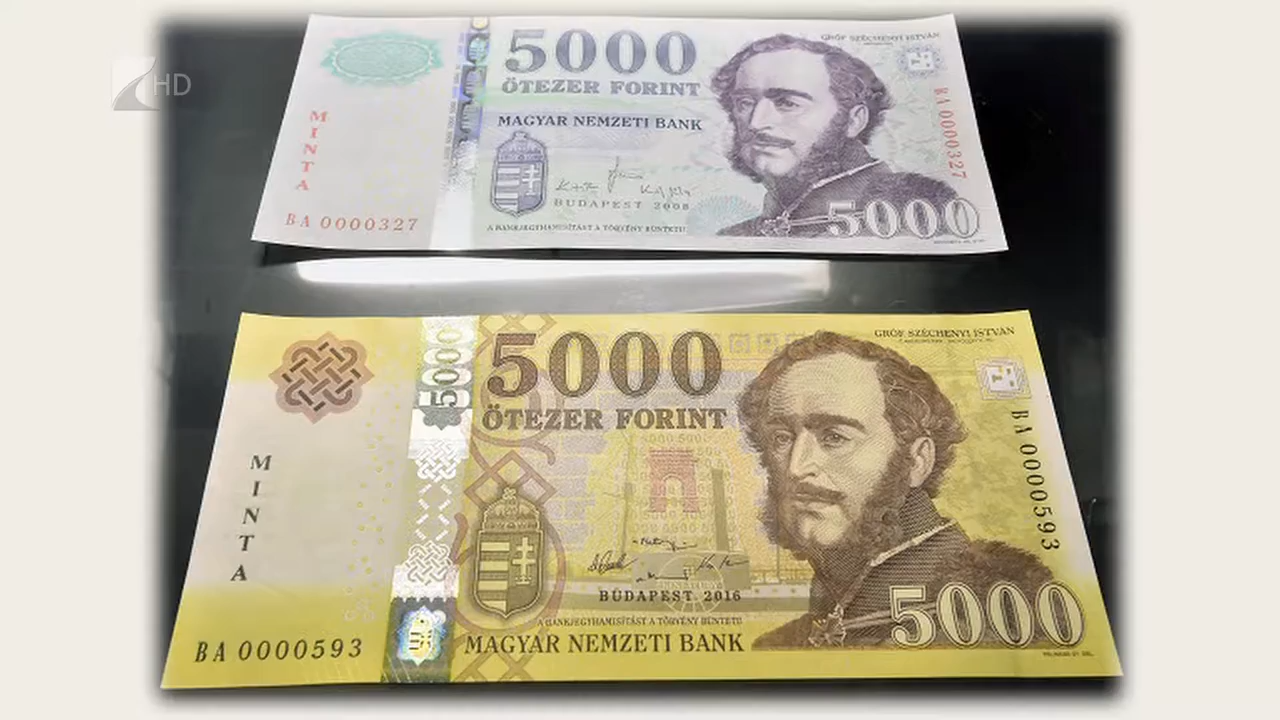 HD
5000
ÖTEZER FORINT
MAGYAR NEMZETI BANK
GRÓF SZÉCHENYI ISTVÁN
MINTA
BA 0000327
BA 0000327
BUDAPEST 2008
A BANKJEGYHAMISÍTÁST A TÖRVÉNY BÜNTETI!
5000
5000
5000
ÖTEZER FORINT
GRÓF SZÉCHENYI ISTVÁN
MINTA
BA 0000593
BUDAPEST 2016
A BANKJEGYHAMISÍTÁST A TÖRVÉNY BÜNTETI!
MAGYAR NEMZETI BANK
BA 0000593
5000